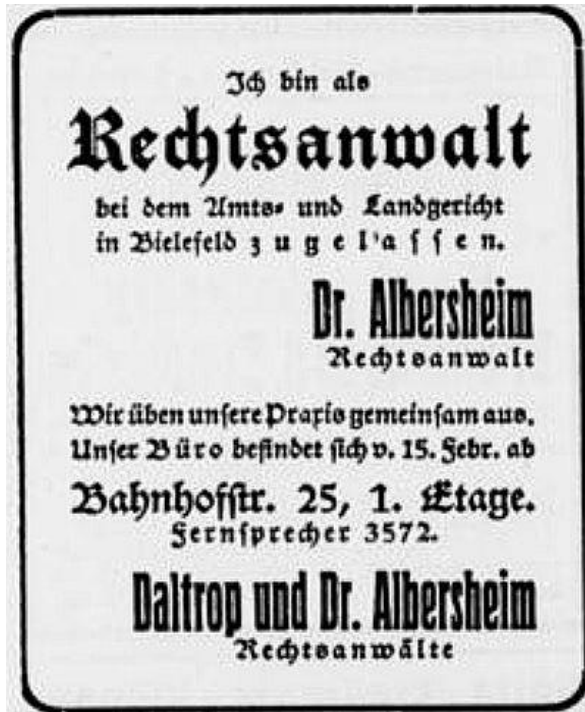 Ich bin als
Rechtsanwalt
bei dem Amts- und Landgericht
in Bielefeld zugelassen.
Dr. Albersheim
Rechtsanwalt
Wir üben unsere Praxis gemeinsam aus.
Unser Büro befindet sich v. 15. Febr. ab
Bahnhofstr. 25, 1. Etage.
Fernsprecher 3572.
Daltrop und Dr. Albersheim
Rechtsanwälte